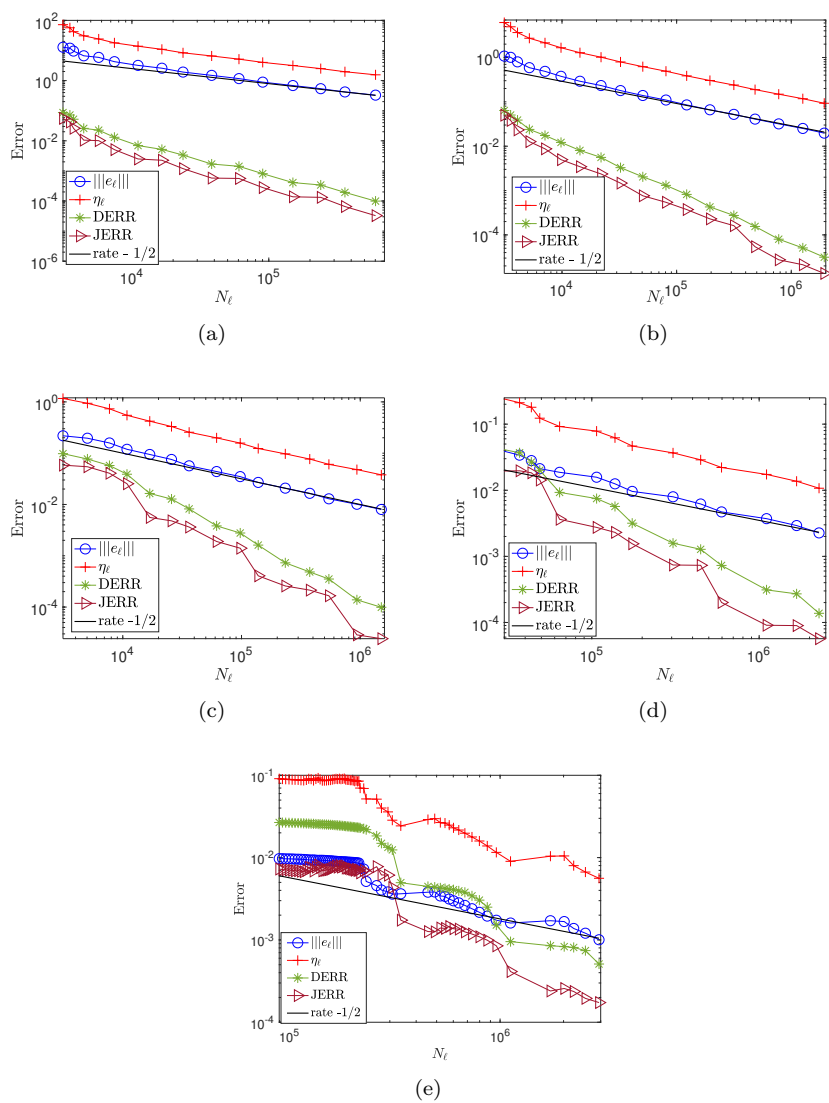 10^2
10^0
10^-2
10^-4
10^-6
Error
|||e_ℓ|||
η_ℓ
DERR
JERR
rate - 1/2
10^4
10^5
N_ℓ
(a)
10^0
10^-2
10^-4
Error
|||e_ℓ|||
η_ℓ
DERR
JERR
rate - 1/2
10^4
10^5
10^6
N_ℓ
(b)
10^0
10^-2
10^-4
Error
|||e_ℓ|||
η_ℓ
DERR
JERR
rate -1/2
10^4
10^5
10^6
N_ℓ
(c)
10^-1
10^-2
10^-3
10^-4
Error
|||e_ℓ|||
η_ℓ
DERR
JERR
rate -1/2
10^5
10^6
N_ℓ
(d)
10^-1
10^-2
10^-3
10^-4
Error
|||e_ℓ|||
η_ℓ
DERR
JERR
rate -1/2
10^5
10^6
N_ℓ
(e)